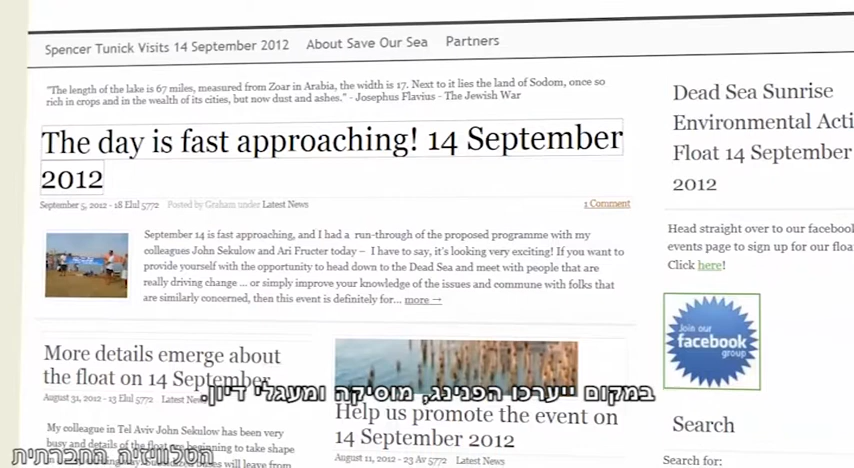 Spencer Tunick Visits 14 September 2012 About Save Our Sea Partners
"The length of the lake is 67 miles, measured from Zoar in Arabia, the width is 17. Next to it lies the land of Sodom, once so
rich in crops and in the wealth of its cities, but now dust and ashes." - Josephus Flavius - The Jewish War
The day is fast approaching! 14 September
2012
September 5, 2012 - 18 Elul 5772 Posted by Graham under Latest News
1 Comment
September 14 is fast approaching, and I had a run-through of the proposed programme with my
colleagues John Sekulow and Ari Fructer today – I have to say, it's looking very exciting! If you want to
provide yourself with the opportunity to head down to the Dead Sea and meet with people that are
really driving change ... or simply improve your knowledge of the issues and commune with folks that
are similarly concerned, then this event is definitely for... more →
More details emerge about
the float on 14 September
August 31, 2012 - 13 Elul 5772 Latest
My colleague in Tel Aviv John Sekulow has been very
busy and details of the float are beginning to take shape
will leave from
Help us promote the event on
14 September 2012
August 11, 2012 - 23 Av 5772 Latest News
Dead Sea Sunrise
Environmental Acti
Float 14 September
2012
Head straight over to our facebook
events page to sign up for our floa
Click here!
Join our
facebook
group
Search
Search for:
במקום ייערכו הפנינג, מוסיקה ומעגלי דיון.
הטלוויזיה החברתית